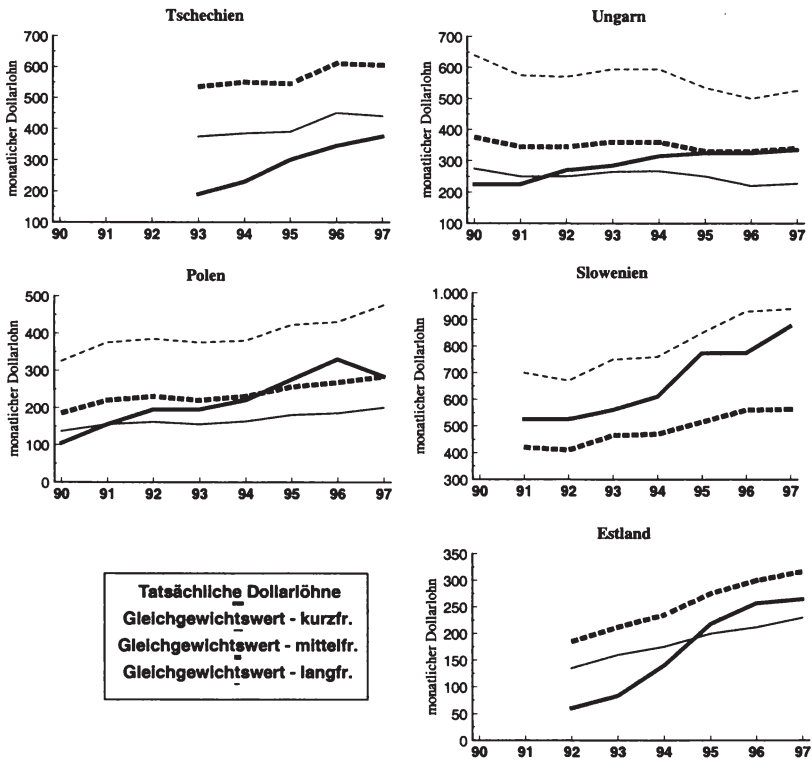 Tschechien
monatlicher Dollarlohn
700
600
500
400
300
200
100
90 91 92 93 94 95 96 97
Ungarn
monatlicher Dollarlohn
700
600
500
400
300
200
100
90 91 92 93 94 95 96 97
Polen
monatlicher Dollarlohn
500
400
300
200
100
0
90 91 92 93 94 95 96 97
Slowenien
monatlicher Dollarlohn
1.000
900
800
700
600
500
400
300
90 91 92 93 94 95 96 97
Tatsächliche Dollarlöhne
Gleichgewichtswert - kurzfr.
Gleichgewichtswert - mittelfr.
Gleichgewichtswert - langfr.
Estland
monatlicher Dollarlohn
350
300
250
200
150
100
50
0
90 91 92 93 94 95 96 97